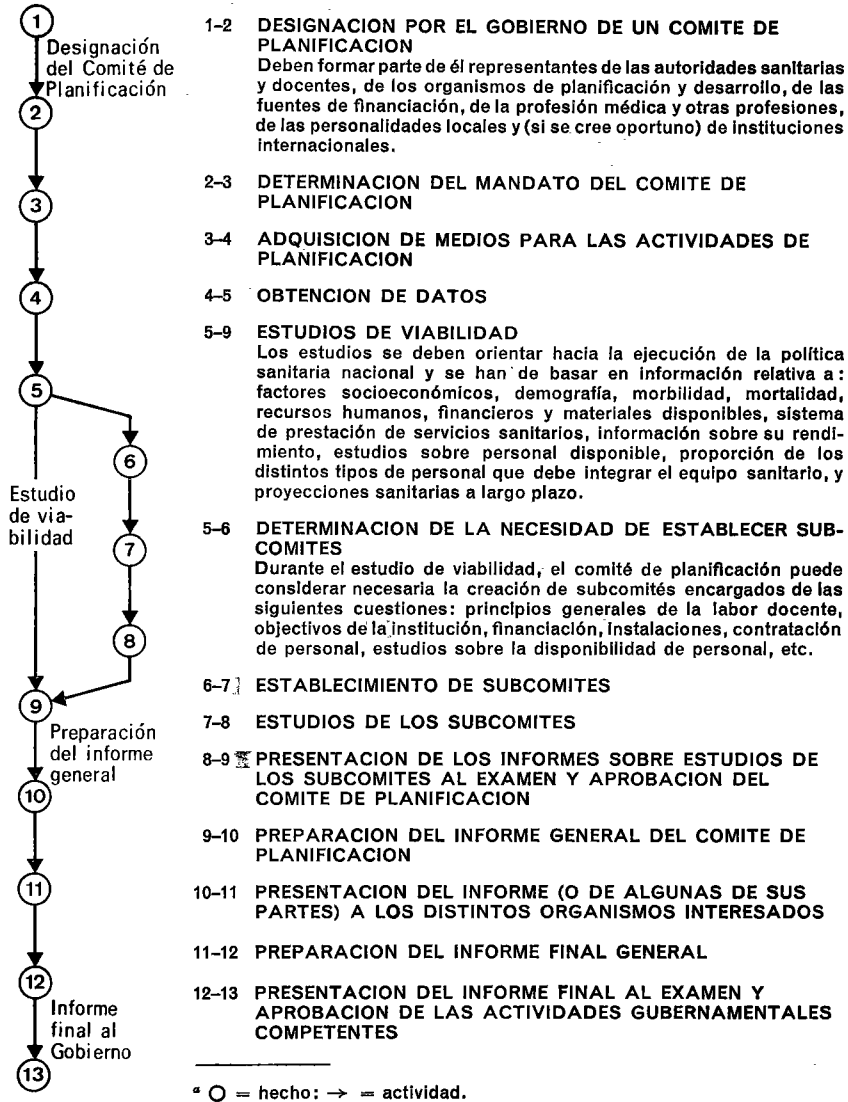 1
Designación
del Comité de
Planificación
2
3
4
5
6
Estudio
de via-
bilidad
7
8
9
Preparación
del informe
general
10
11
12
Informe
final al
Gobierno
13
1–2 DESIGNACION POR EL GOBIERNO DE UN COMITE DE
PLANIFICACION
Deben formar parte de él representantes de las autoridades sanitarias
y docentes, de los organismos de planificación y desarrollo, de las
fuentes de financiación, de la profesión médica y otras profesiones,
de las personalidades locales y (si se cree oportuno) de instituciones
internacionales.
2–3 DETERMINACION DEL MANDATO DEL COMITE DE
PLANIFICACION
3–4 ADQUISICION DE MEDIOS PARA LAS ACTIVIDADES DE
PLANIFICACION
4–5 OBTENCION DE DATOS
5–9 ESTUDIOS DE VIABILIDAD
Los estudios se deben orientar hacia la ejecución de la política
sanitaria nacional y se han de basar en información relativa a:
factores socioeconómicos, demografía, morbilidad, mortalidad,
recursos humanos, financieros y materiales disponibles, sistema
de prestación de servicios sanitarios, información sobre su rendi-
miento, estudios sobre personal disponible, proporción de los
distintos tipos de personal que debe integrar el equipo sanitario, y
proyecciones sanitarias a largo plazo.
5–6 DETERMINACION DE LA NECESIDAD DE ESTABLECER SUB-
COMITES
Durante el estudio de viabilidad, el comité de planificación puede
considerar necesaria la creación de subcomités encargados de las
siguientes cuestiones: principios generales de la labor docente,
objectivos de la institución, financiación, instalaciones, contratación
de personal, estudios sobre la disponibilidad de personal, etc.
6–7 ESTABLECIMIENTO DE SUBCOMITES
7–8 ESTUDIOS DE LOS SUBCOMITES
8–9 PRESENTACION DE LOS INFORMES SOBRE ESTUDIOS DE
LOS SUBCOMITES AL EXAMEN Y APROBACION DEL
COMITE DE PLANIFICACION
9–10 PREPARACION DEL INFORME GENERAL DEL COMITE DE
PLANIFICACION
10–11 PRESENTACION DEL INFORME (O DE ALGUNAS DE SUS
PARTES) A LOS DISTINTOS ORGANISMOS INTERESADOS
11–12 PREPARACION DEL INFORME FINAL GENERAL
12–13 PRESENTACION DEL INFORME FINAL AL EXAMEN Y
APROBACION DE LAS ACTIVIDADES GUBERNAMENTALES
COMPETENTES
ª O = hecho: → = actividad.